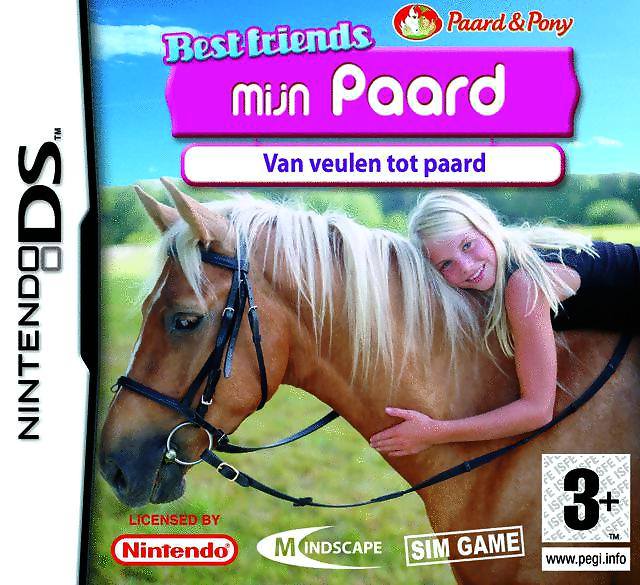 Paard & Pony
Best friends
mijn Paard
Van veulen tot paard
NINTENDO DS™
LICENSED BY
Nintendo®
MINDSCAPE
SIM GAME
ISFE
3+
™
www.pegi.info